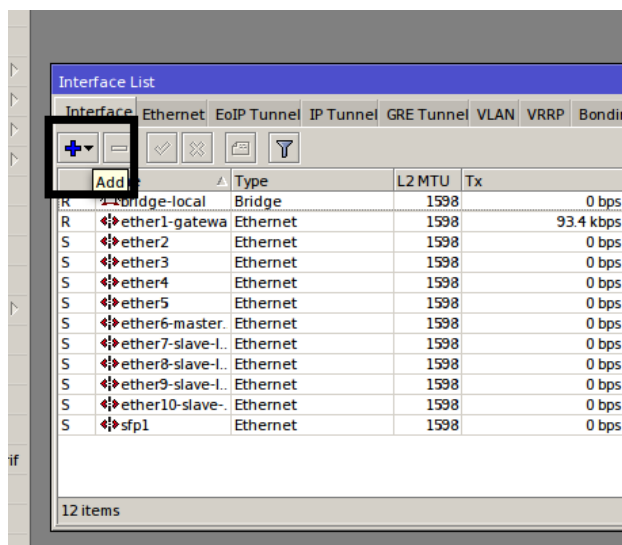 Interface List
Interface Ethernet EoIP Tunnel IP Tunnel GRE Tunnel VLAN VRRP Bondin
Add
Type L2 MTU Tx
R bridge-local Bridge 1598 0 bps
R ether1-gatewa Ethernet 1598 93.4 kbps
S ether2 Ethernet 1598 0 bps
S ether3 Ethernet 1598 0 bps
S ether4 Ethernet 1598 0 bps
S ether5 Ethernet 1598 0 bps
S ether6-master. Ethernet 1598 0 bps
S ether7-slave-l.. Ethernet 1598 0 bps
S ether8-slave-l.. Ethernet 1598 0 bps
S ether9-slave-l.. Ethernet 1598 0 bps
S ether10-slave-. Ethernet 1598 0 bps
S sfp1 Ethernet 1598 0 bps
rif
12 items